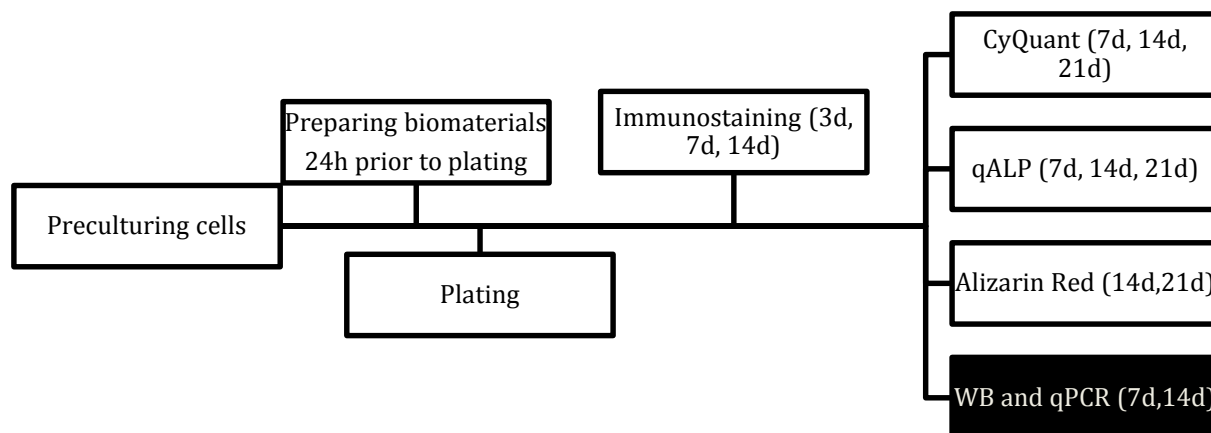 Preculturing cells
Preparing biomaterials
24h prior to plating
Plating
Immunostaining (3d,
7d, 14d)
CyQuant (7d, 14d,
21d)
qALP (7d, 14d, 21d)
Alizarin Red (14d,21d)
WB and qPCR (7d,14d)